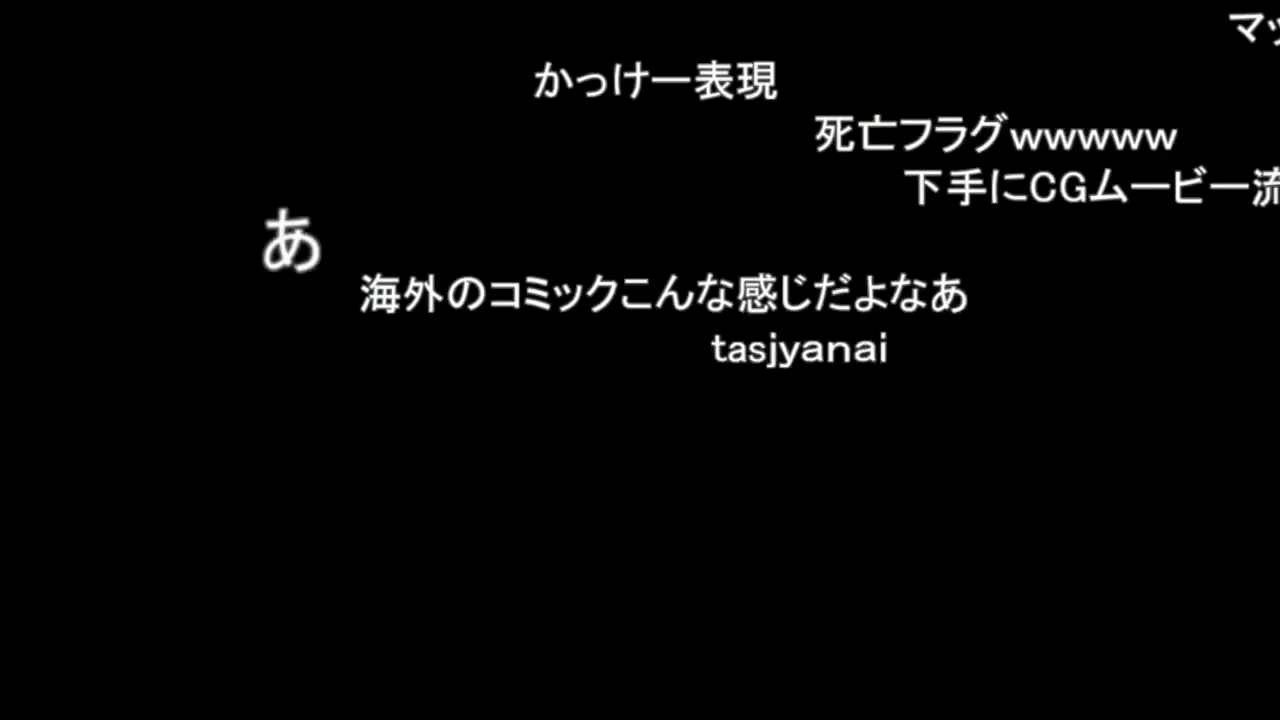 マッ
かっけー表現
死亡フラグwwwww
下手にCGムービー流
あ
海外のコミックこんな感じだよなあ
tasjyanai